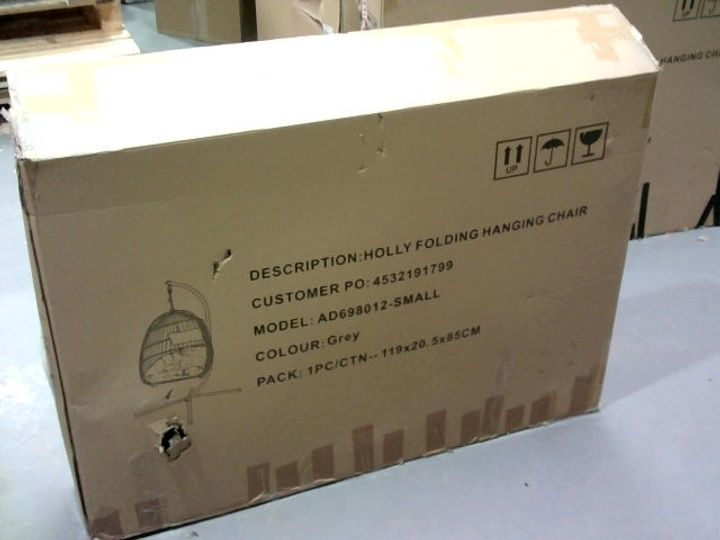 UP
HANGING CHA
DESCRIPTION:HOLLY FOLDING HANGING CHAIR
CUSTOMER PO: 4532191799
MODEL: AD698012-SMALL
COLOUR: Grey
PACK: 1PC/CTN--119x20.5x85CM